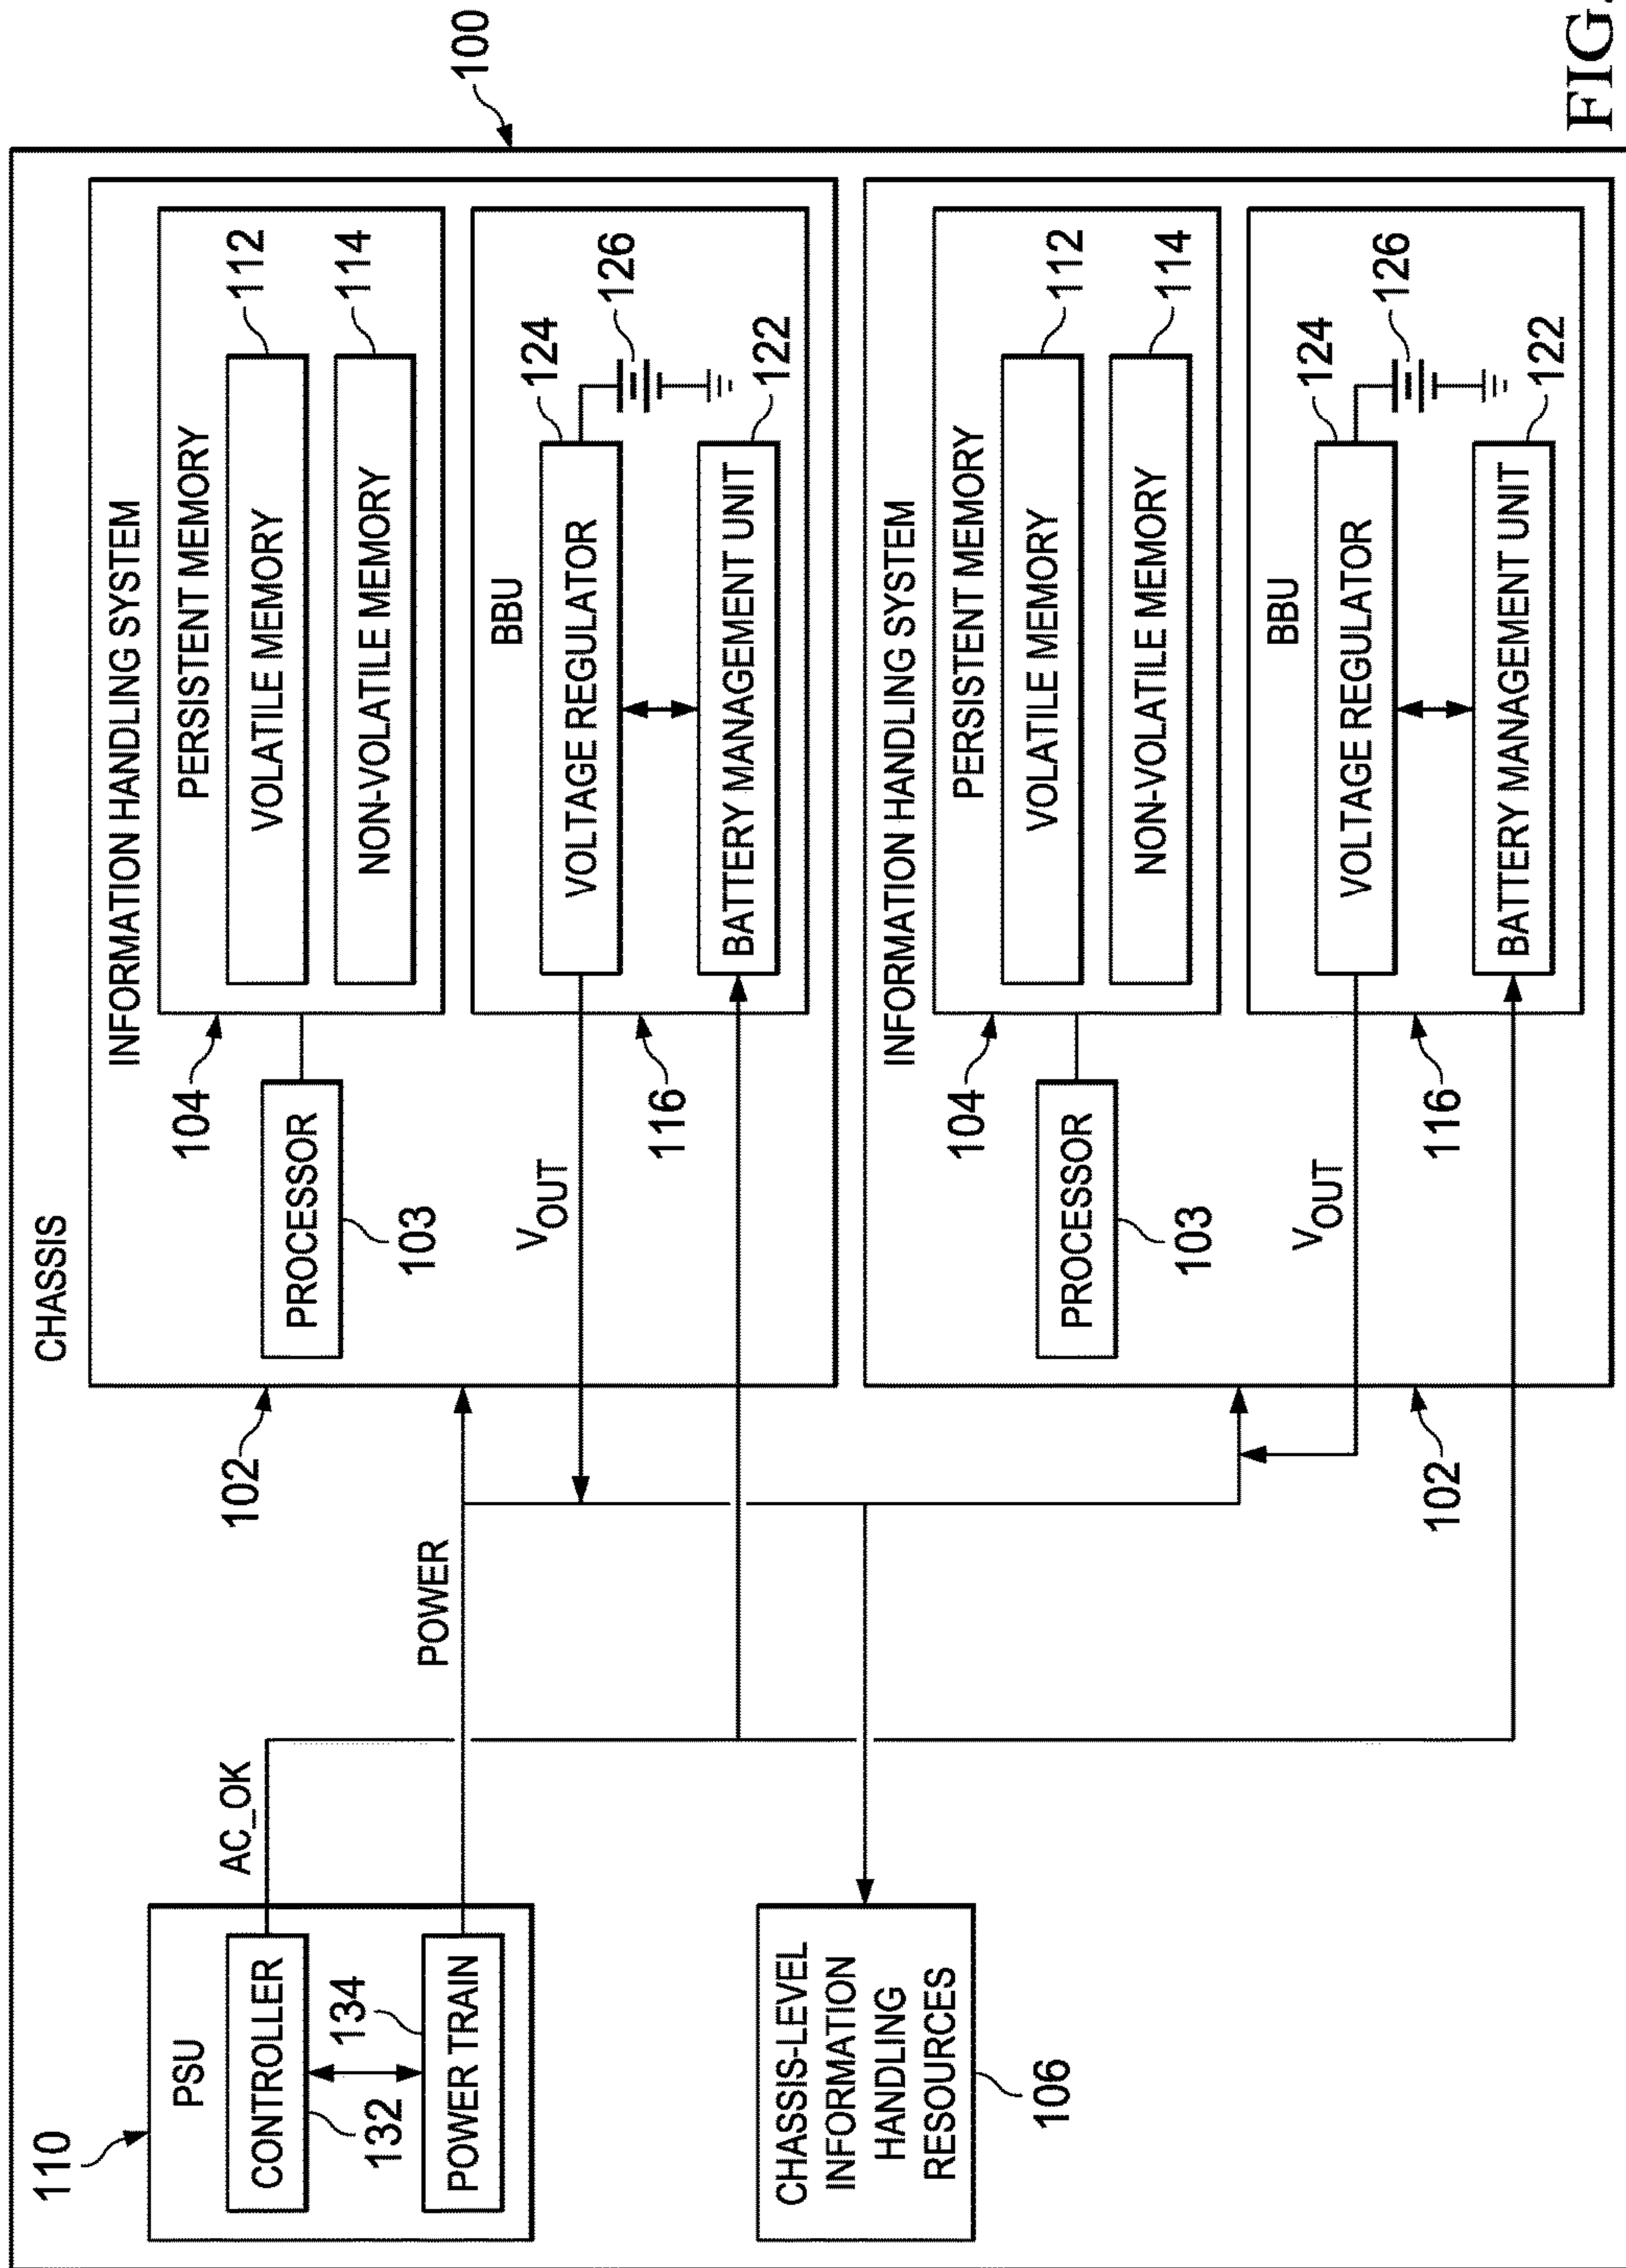 CHASSIS
100
110
PSU
CONTROLLER
132
134
POWER TRAIN
AC_OK
POWER
CHASSIS-LEVEL
INFORMATION
HANDLING
RESOURCES
106
102
INFORMATION HANDLING SYSTEM
104
PROCESSOR
103
PERSISTENT MEMORY
VOLATILE MEMORY
112
NON-VOLATILE MEMORY
114
VOUT
116
BBU
VOLTAGE REGULATOR
124
126
BATTERY MANAGEMENT UNIT
122
102
INFORMATION HANDLING SYSTEM
104
PROCESSOR
103
PERSISTENT MEMORY
VOLATILE MEMORY
112
NON-VOLATILE MEMORY
114
VOUT
116
BBU
VOLTAGE REGULATOR
124
126
BATTERY MANAGEMENT UNIT
122
FIG.